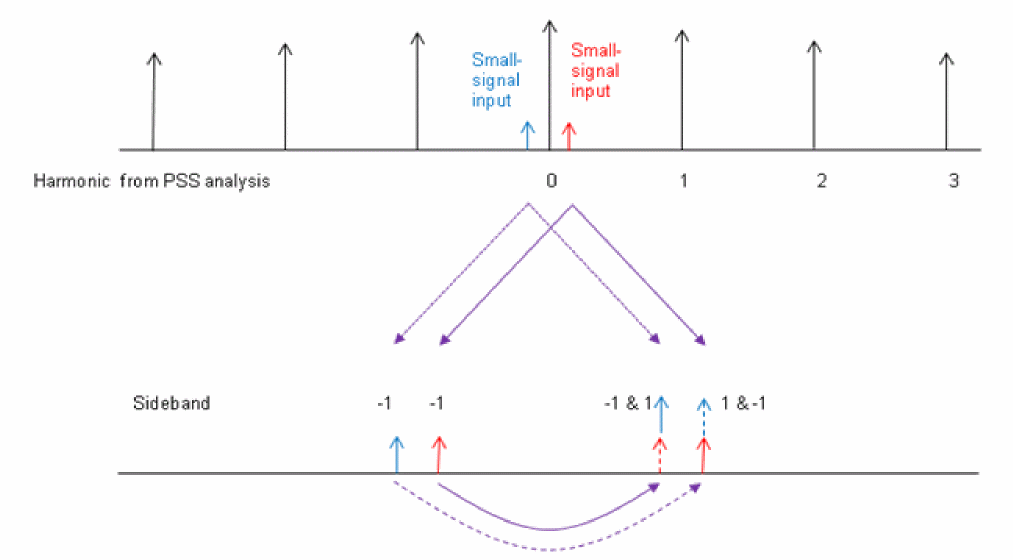 Small-
signal
input
Small-
signal
input
Harmonic from PSS analysis
0
1
2
3
Sideband
-1
-1
-1 & 1
1 & -1